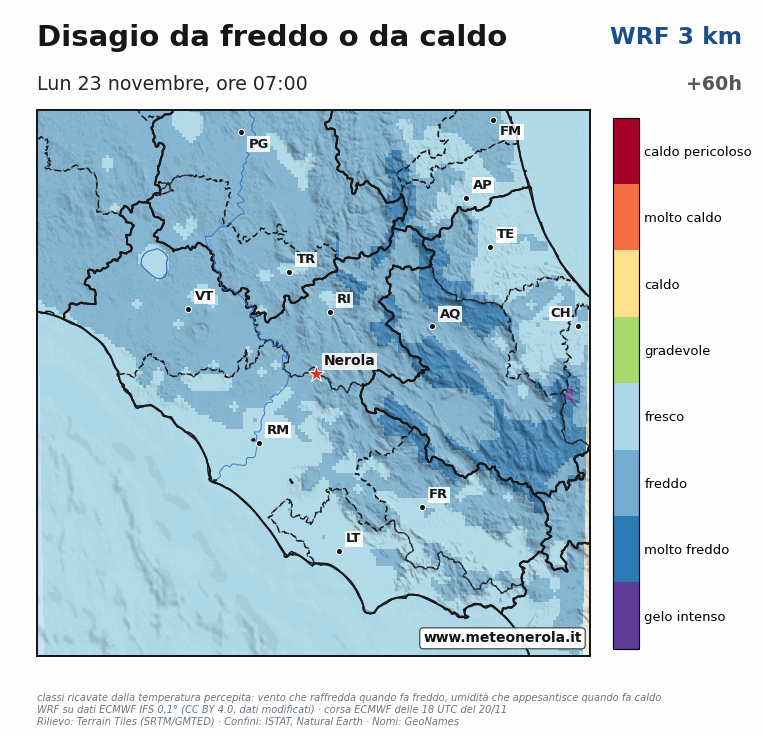 Disagio da freddo o da caldo
WRF 3 km
Lun 23 novembre, ore 07:00
+60h
FM
PG
AP
TE
TR
VT
RI
AQ
CH
Nerola
RM
FR
LT
www.meteonerola.it
caldo pericoloso
molto caldo
caldo
gradevole
fresco
freddo
molto freddo
gelo intenso
classi ricavate dalla temperatura percepita: vento che raffredda quando fa freddo, umidità che appesantisce quando fa caldo
WRF su dati ECMWF IFS 0,1° (CC BY 4.0, dati modificati) · corsa ECMWF delle 18 UTC del 20/11
Rilievo: Terrain Tiles (SRTM/GMTED) · Confini: ISTAT, Natural Earth · Nomi: GeoNames